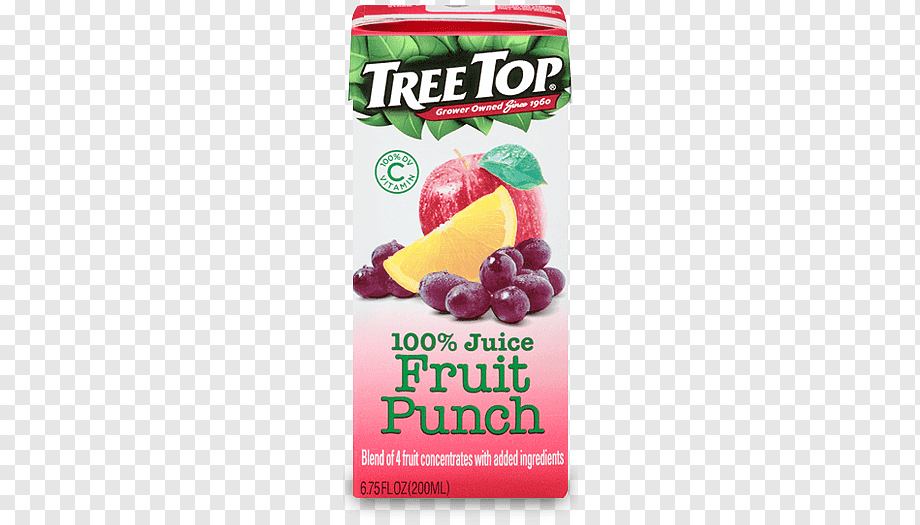 TREE TOP®
Grower Owned Since 1960
100% DV
C
VITAMIN
100% Juice
Fruit
Punch
Blend of 4 fruit concentrates with added ingredients
6.75 FL OZ (200ML)